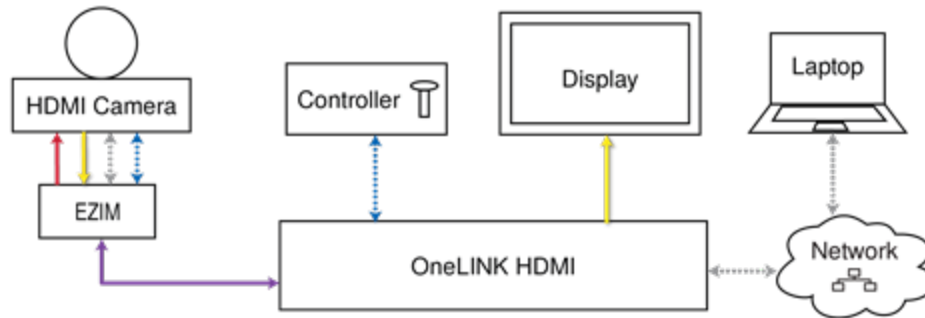 HDMI Camera
Controller
Display
Laptop
EZIM
OneLINK HDMI
Network